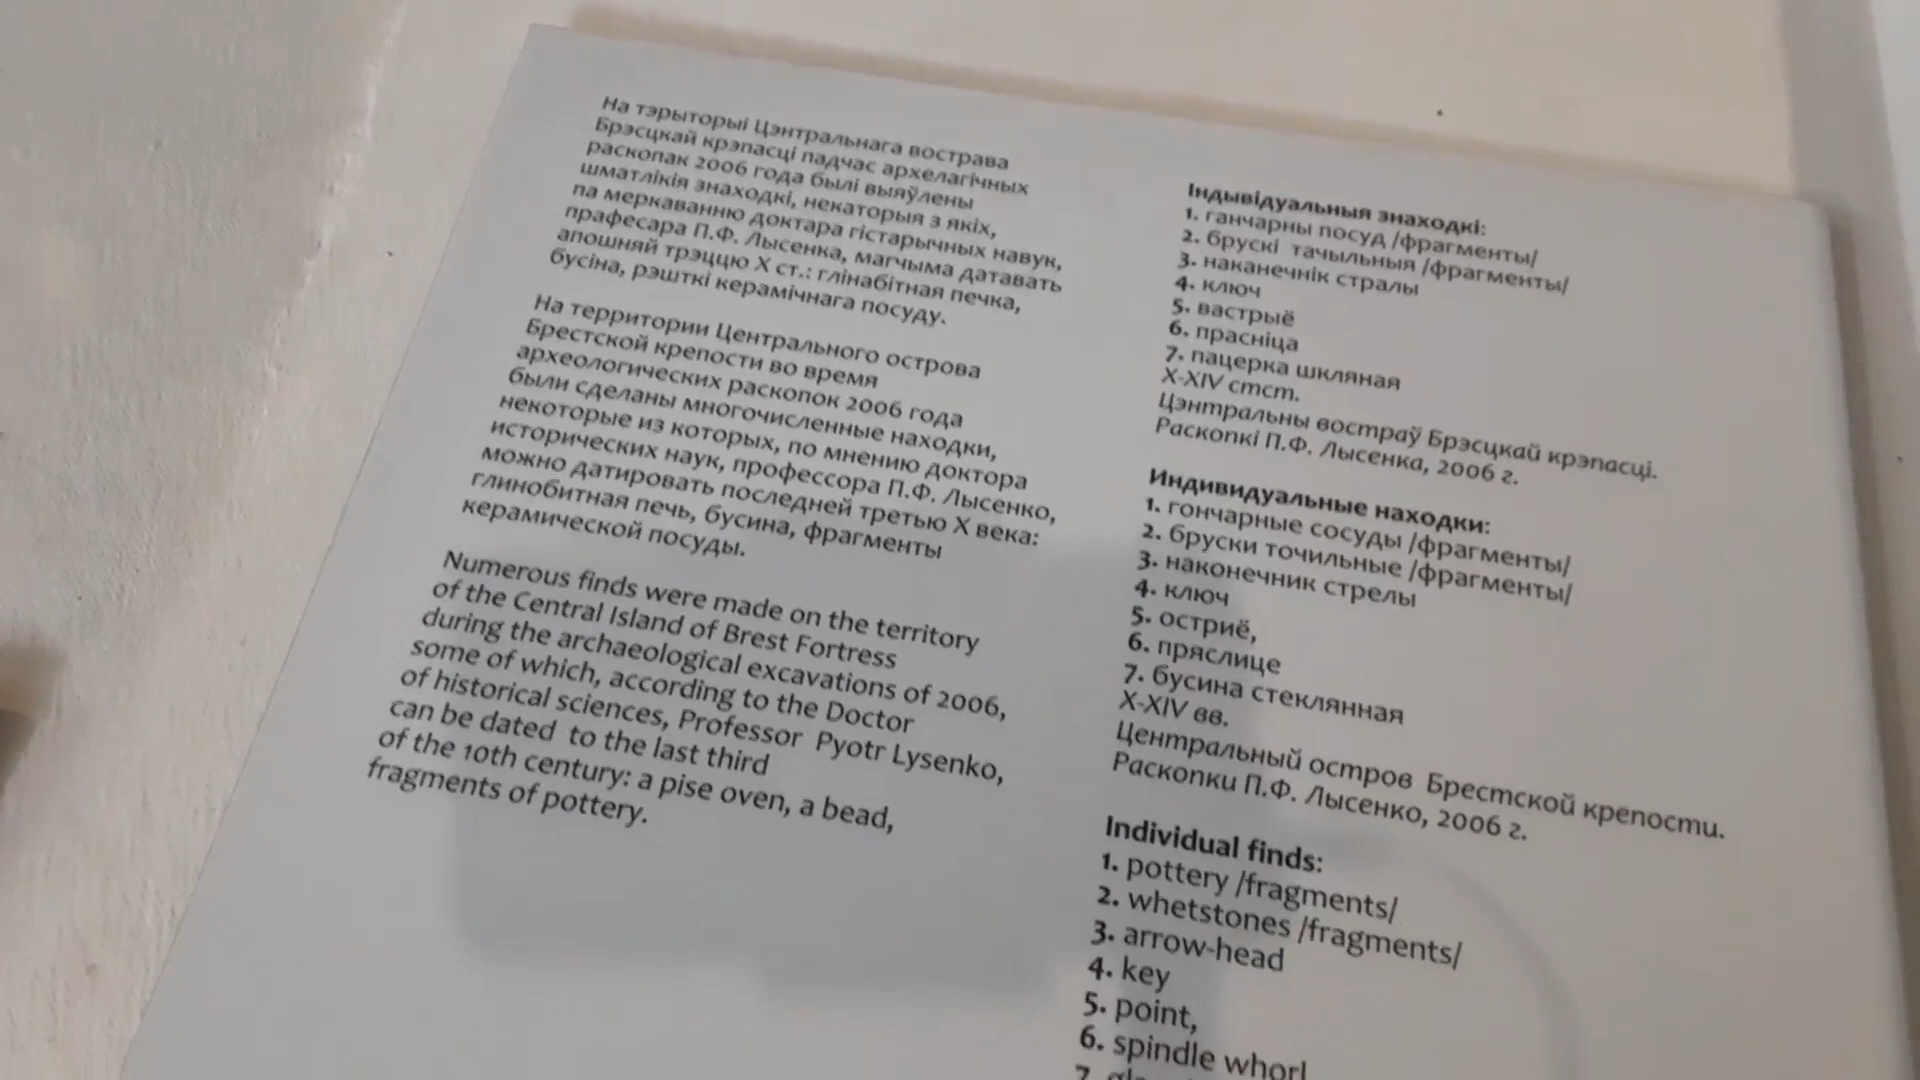 На тэрыторыі Цэнтральнага вострава
Брэсцкай крэпасці падчас архелагічных
раскопак 2006 года былі выяўлены
шматлікія знаходкі, некаторыя з якіх,
па меркаванню доктара гістарычных навук,
прафесара П.Ф. Лысенка, магчыма датаваць
апошняй трэццю X ст.: глінабітная печка,
бусіна, рэшткі керамічнага посуду.
На территории Центрального острова
Брестской крепости во время
археологических раскопок 2006 года
были сделаны многочисленные находки,
некоторые из которых, по мнению доктора
исторических наук, профессора П.Ф. Лысенко,
можно датировать последней третью X века:
глинобитная печь, бусина, фрагменты
керамической посуды.
Numerous finds were made on the territory
of the Central Island of Brest Fortress
during the archaeological excavations of 2006,
some of which, according to the Doctor
of historical sciences, Professor Pyotr Lysenko,
can be dated to the last third
of the 10th century: a pise oven, a bead,
fragments of pottery.
Індывідуальныя знаходкі:
1. ганчарны посуд /фрагменты/
2. брускі тачыльныя /фрагменты/
3. наканечнік стралы
4. ключ
5. вастрыё
6. прасніца
7. пацерка шкляная
X-XIV стст.
Цэнтральны востраў Брэсцкай крэпасці.
Раскопкі П.Ф. Лысенка, 2006 г.
Индивидуальные находки:
1. гончарные сосуды /фрагменты/
2. бруски точильные /фрагменты/
3. наконечник стрелы
4. ключ
5. остриё,
6. пряслице
7. бусина стеклянная
X-XIV вв.
Центральный остров Брестской крепости.
Раскопки П.Ф. Лысенко, 2006 г.
Individual finds:
1. pottery /fragments/
2. whetstones /fragments/
3. arrow-head
4. key
5. point,
6. spindle whorl
7.